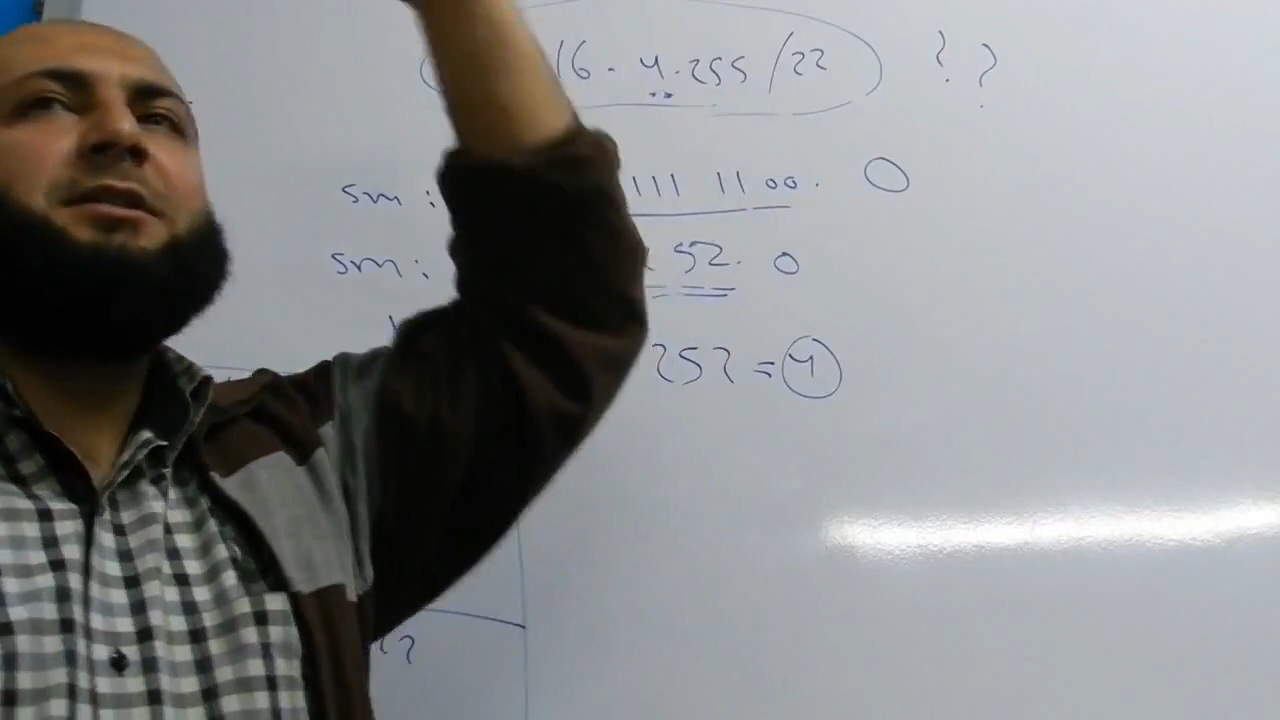 16.4.255/22 ??
sm: 111 1100. 0
sm: 52. 0
252 = 4